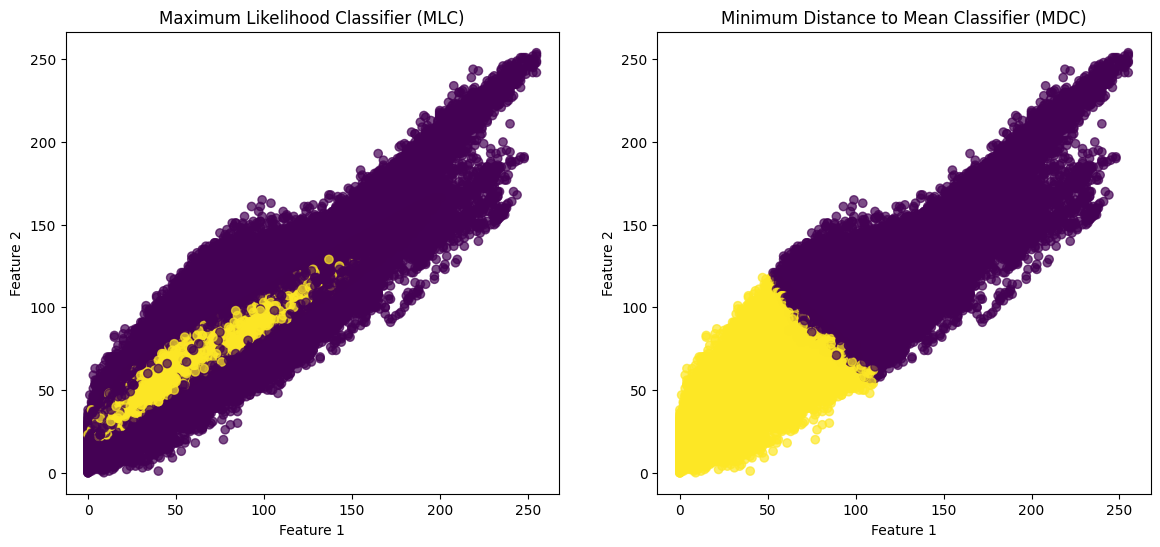 Maximum Likelihood Classifier (MLC)
250
200
150
100
50
0
Feature 2
0 50 100 150 200 250
Feature 1
Minimum Distance to Mean Classifier (MDC)
250
200
150
100
50
0
Feature 2
0 50 100 150 200 250
Feature 1